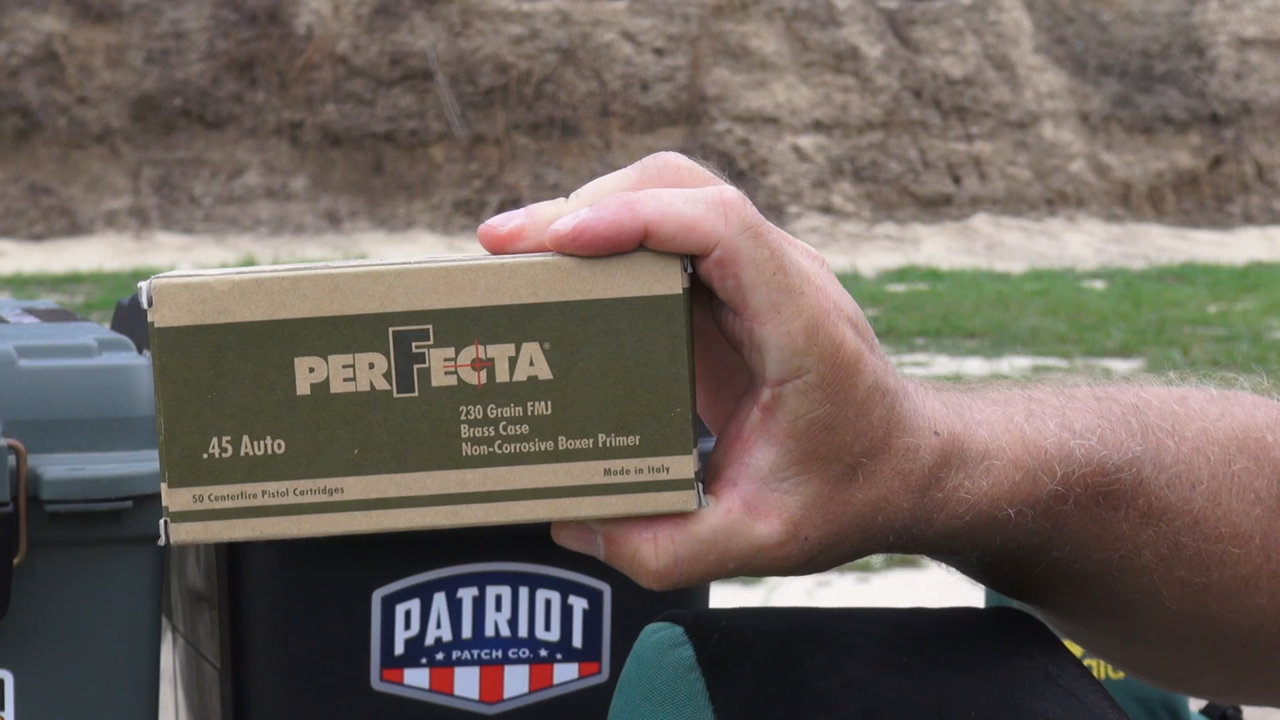 PERFECTA®
230 Grain FMJ
Brass Case
Non-Corrosive Boxer Primer
.45 Auto
Made in Italy
50 Centerfire Pistol Cartridges
PATRIOT
PATCH CO.